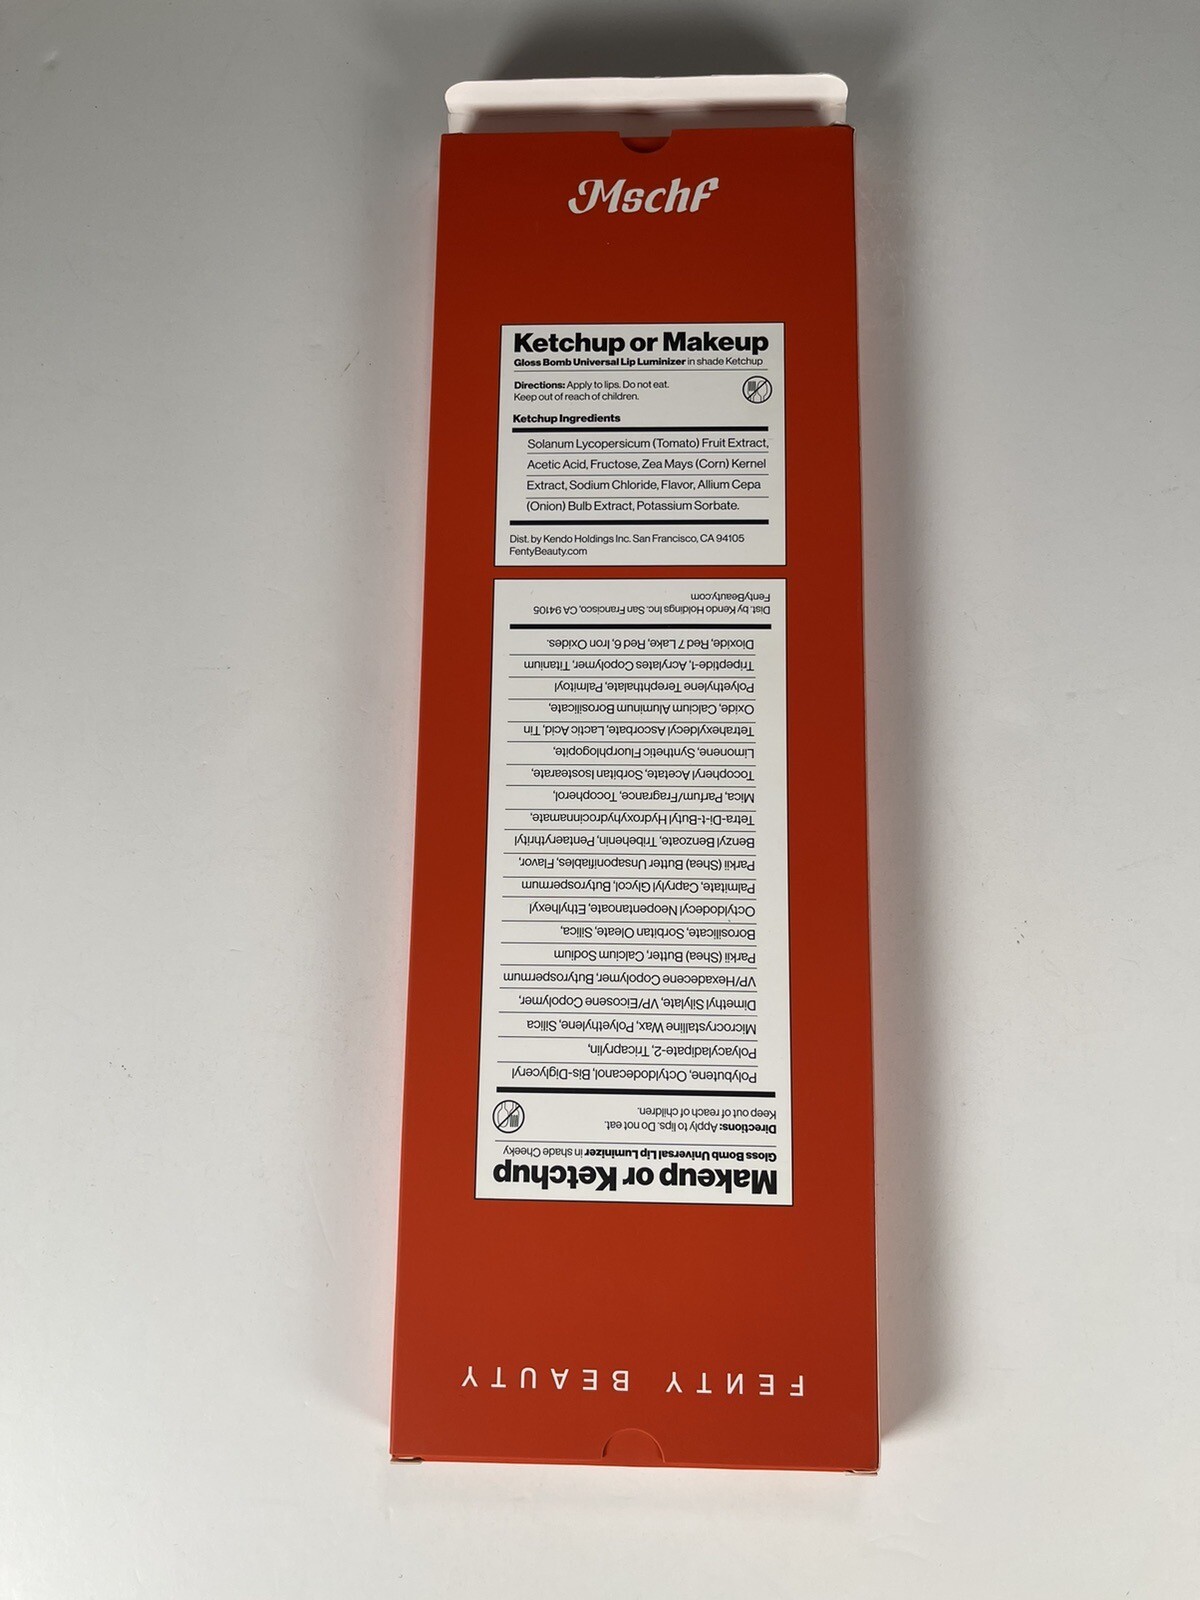 Mschf
Ketchup or Makeup
Gloss Bomb Universal Lip Luminizer in shade Ketchup
Directions: Apply to lips. Do not eat.
Keep out of reach of children.
Ketchup Ingredients
Solanum Lycopersicum (Tomato) Fruit Extract,
Acetic Acid, Fructose, Zea Mays (Corn) Kernel
Extract, Sodium Chloride, Flavor, Allium Cepa
(Onion) Bulb Extract, Potassium Sorbate.
Dist. by Kendo Holdings Inc. San Francisco, CA 94105
FentyBeauty.com
FENTY BEAUTY
Makeup or Ketchup
Gloss Bomb Universal Lip Luminizer in shade Cheeky
Directions: Apply to lips. Do not eat.
Keep out of reach of children.
Polybutene, Octyldodecanol, Bis-Diglyceryl
Polyacyladipate-2, Tricaprylin,
Microcrystalline Wax, Polyethylene, Silica
Dimethyl Silylate, VP/Eicosene Copolymer,
VP/Hexadecene Copolymer, Butyrospermum
Parkii (Shea) Butter, Calcium Sodium
Borosilicate, Sorbitan Oleate, Silica,
Octyldodecyl Neopentanoate, Ethylhexyl
Palmitate, Caprylyl Glycol, Butyrospermum
Parkii (Shea) Butter Unsaponifiables, Flavor,
Benzyl Benzoate, Tribehenin, Pentaerythrityl
Tetra-Di-t-Butyl Hydroxyhydrocinnamate,
Mica, Parfum/Fragrance, Tocopherol,
Tocopheryl Acetate, Sorbitan Isostearate,
Limonene, Synthetic Fluorphlogopite,
Tetrahexyldecyl Ascorbate, Lactic Acid, Tin
Oxide, Calcium Aluminum Borosilicate,
Polyethylene Terephthalate, Palmitoyl
Tripeptide-1, Acrylates Copolymer, Titanium
Dioxide, Red 7 Lake, Red 6, Iron Oxides.
Dist. by Kendo Holdings Inc. San Francisco, CA 94105
FentyBeauty.com